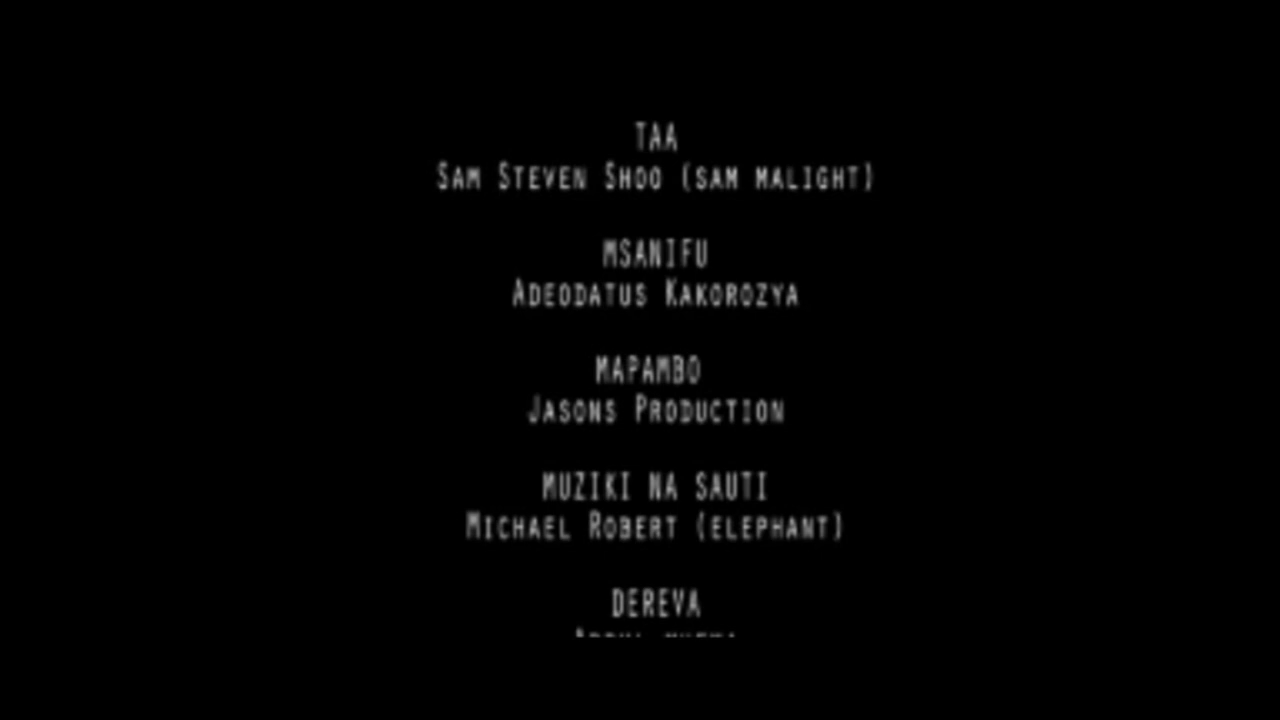 TAA
SAM STEVEN SHOO (SAM MALIGHT)
MSANIFU
ADEODATUS KAKOROZYA
MAPAMBO
JASONS PRODUCTION
MUZIKI NA SAUTI
MICHAEL ROBERT (ELEPHANT)
DEREVA